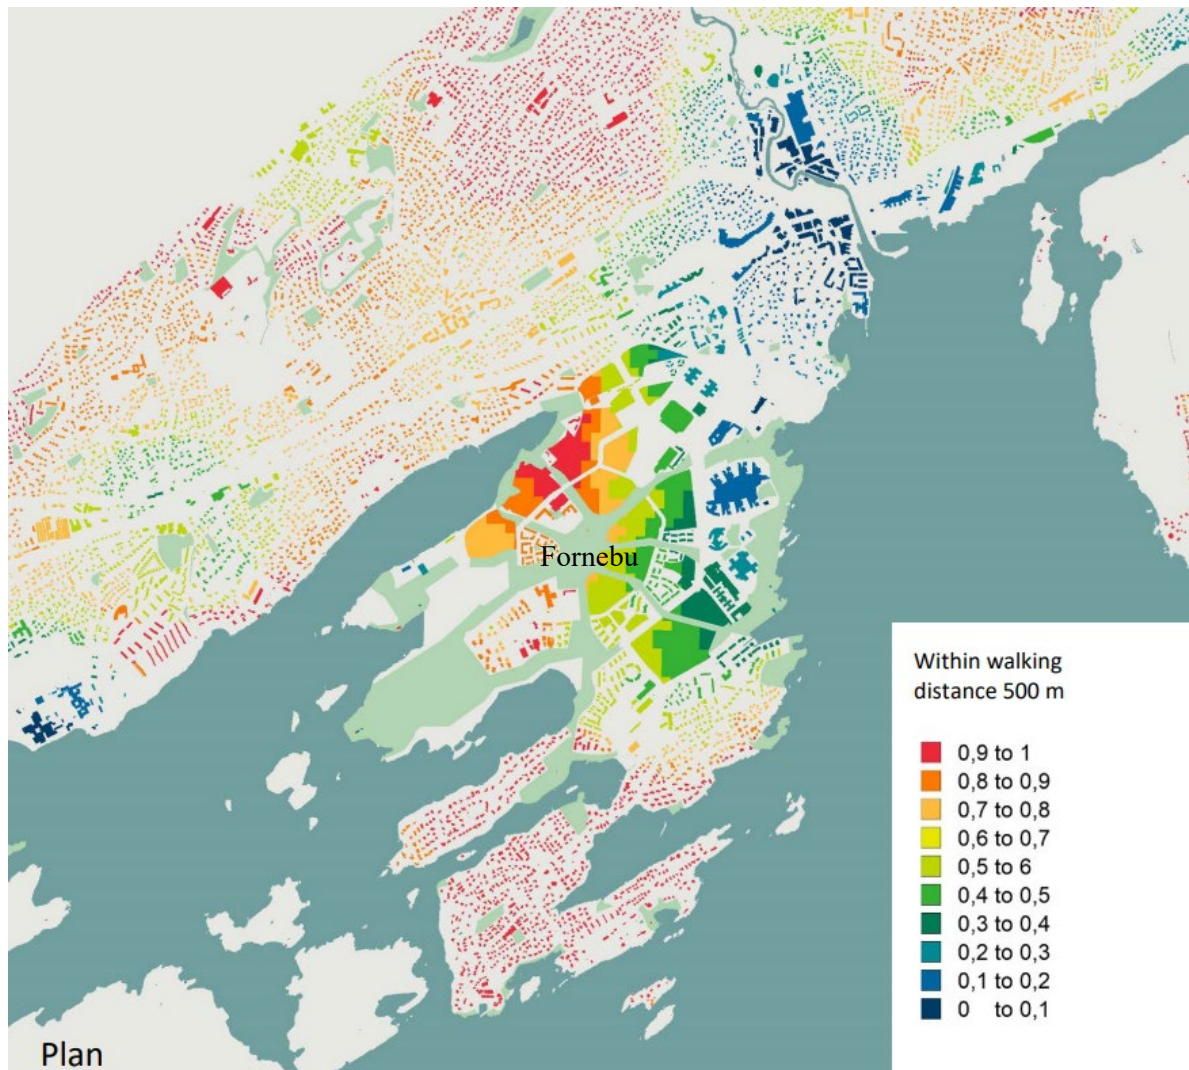 Fornebu
Within walking
distance 500 m
0,9 to 1
0,8 to 0,9
0,7 to 0,8
0,6 to 0,7
0,5 to 6
0,4 to 0,5
0,3 to 0,4
0,2 to 0,3
0,1 to 0,2
0 to 0,1
Plan